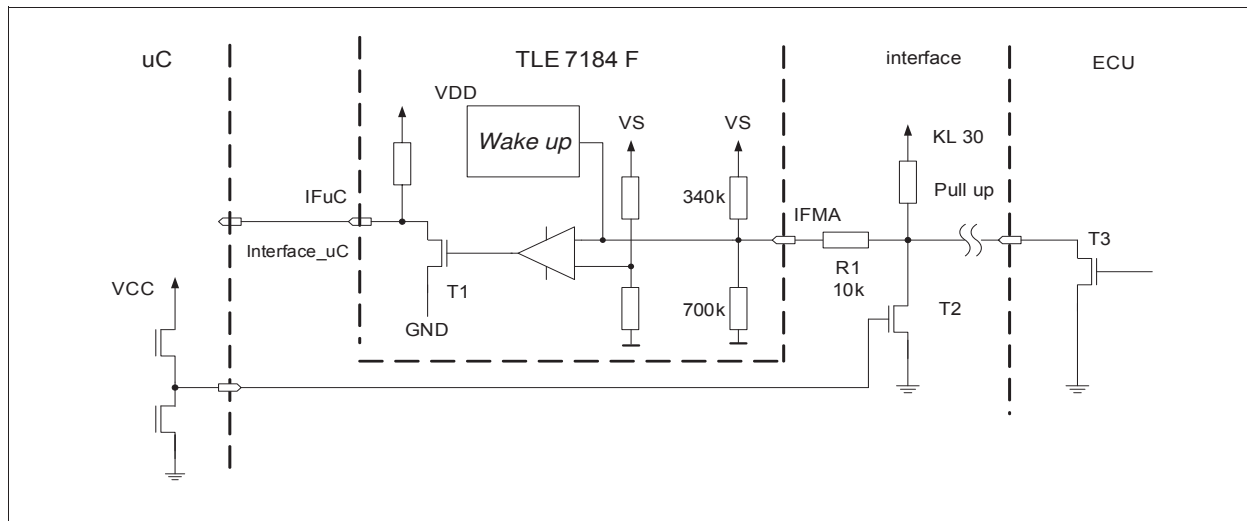 uC
TLE 7184 F
interface
ECU
VDD
Wake up
VS
VS
KL 30
Pull up
340k
IFuC
IFMA
T3
Interface_uC
R1
10k
T1
T2
VCC
700k
GND